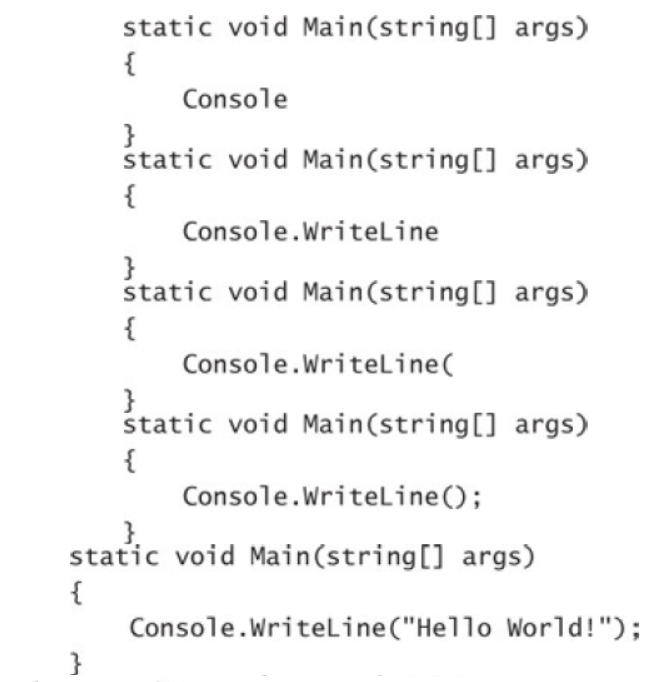 static void Main(string[] args)
{
Console
}
static void Main(string[] args)
{
Console.WriteLine
}
static void Main(string[] args)
{
Console.WriteLine(
}
static void Main(string[] args)
{
Console.WriteLine();
}
static void Main(string[] args)
{
Console.WriteLine("Hello World!");
}